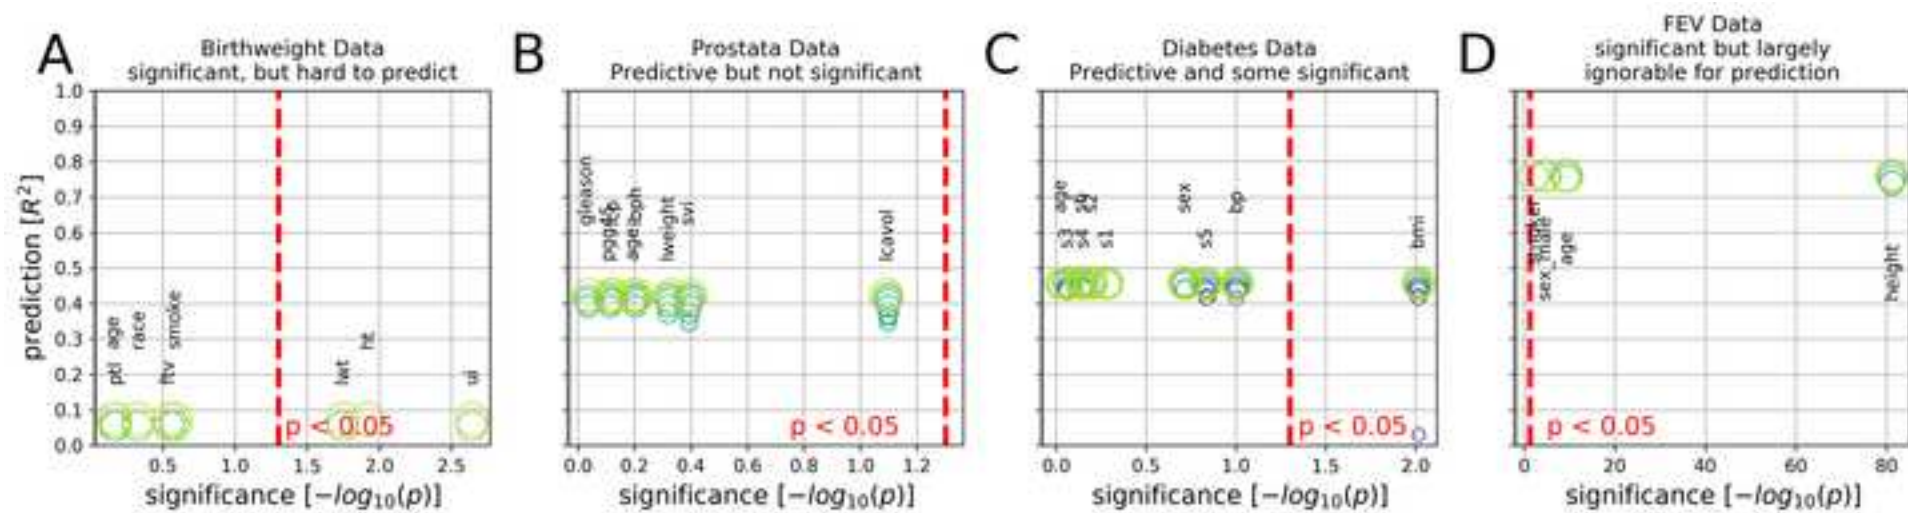 A
Birthweight Data
significant, but hard to predict
prediction [R²]
1.0
0.9
0.8
0.7
0.6
0.5
0.4
0.3
0.2
0.1
0.0
ptl
age
race
ftv
smoke
lwt
ht
ui
p < 0.05
0.5 1.0 1.5 2.0 2.5
significance [−log₁₀(p)]
B
Prostata Data
Predictive but not significant
gleason
age
lbph
lweight
svi
lcavol
p < 0.05
0.0 0.2 0.4 0.6 0.8 1.0 1.2
significance [−log₁₀(p)]
C
Diabetes Data
Predictive and some significant
age
s2
s3
s4
s1
sex
s5
bp
bmi
p < 0.05
0.0 0.5 1.0 1.5 2.0
significance [−log₁₀(p)]
D
FEV Data
significant but largely
ignorable for prediction
sex_male
age
height
p < 0.05
0 20 40 60 80
significance [−log₁₀(p)]